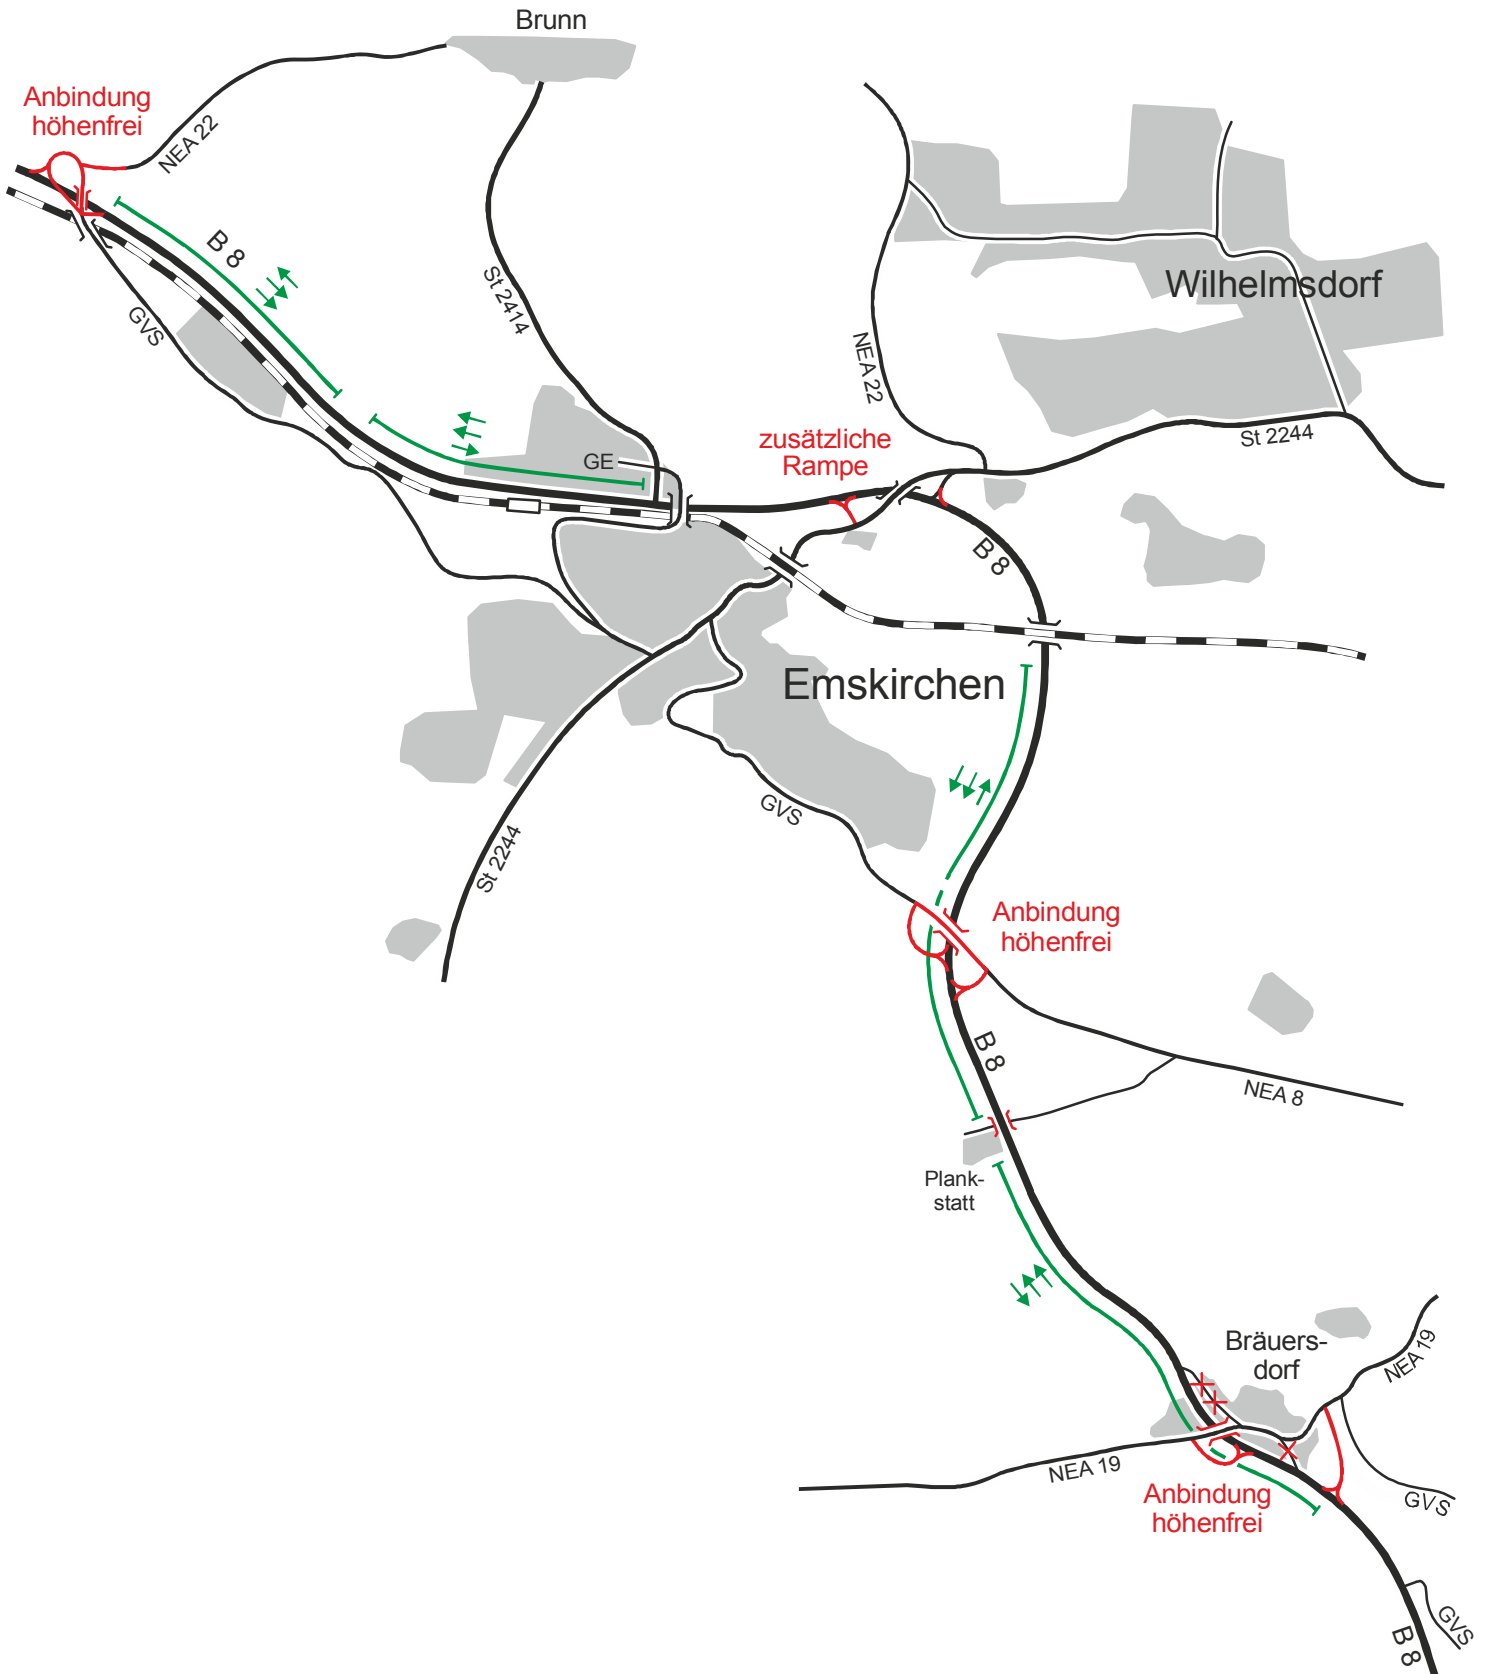 Brunn
Anbindung
höhenfrei
NEA 22
B 8
St 2414
GVS
Wilhelmsdorf
NEA 22
St 2244
zusätzliche
Rampe
GE
B 8
Emskirchen
GVS
St 2244
Anbindung
höhenfrei
B 8
NEA 8
Plank-
statt
Bräuers-
dorf
NEA 19
NEA 19
GVS
Anbindung
höhenfrei
GVS
B 8